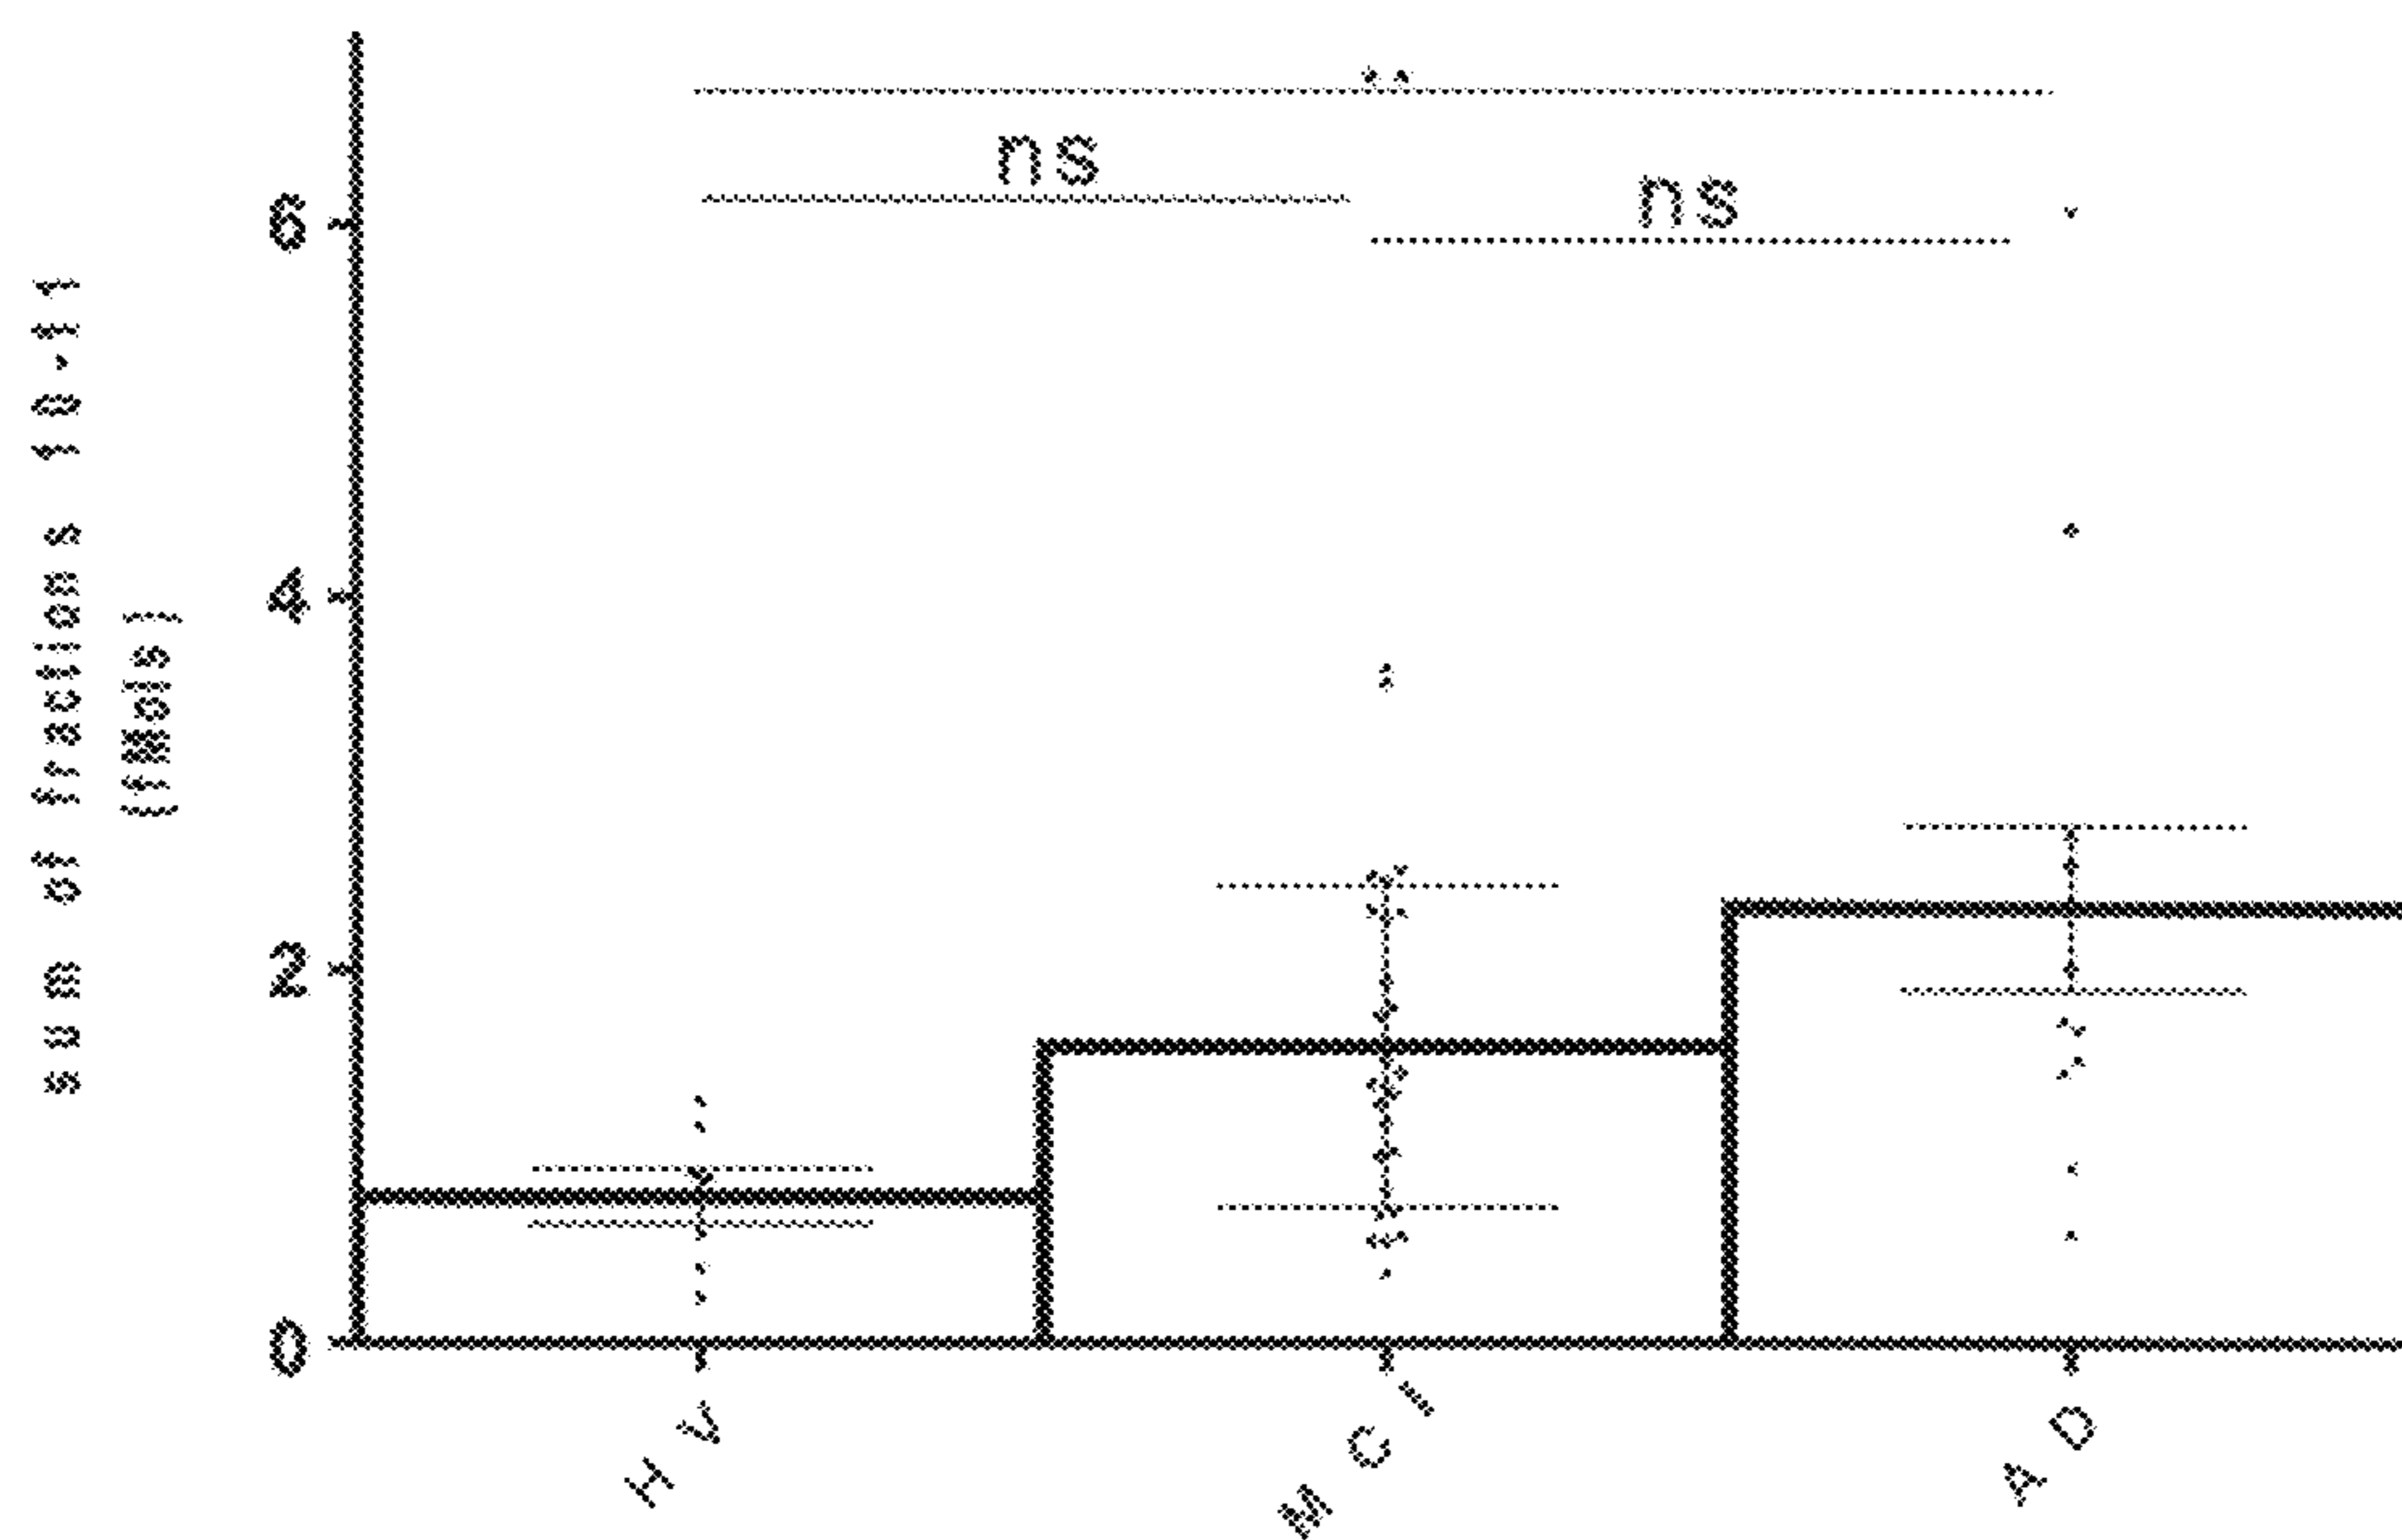 sum of fractions 10-11
(fMols)
**
ns
ns
6
4
2
0
HV
MCI
AD